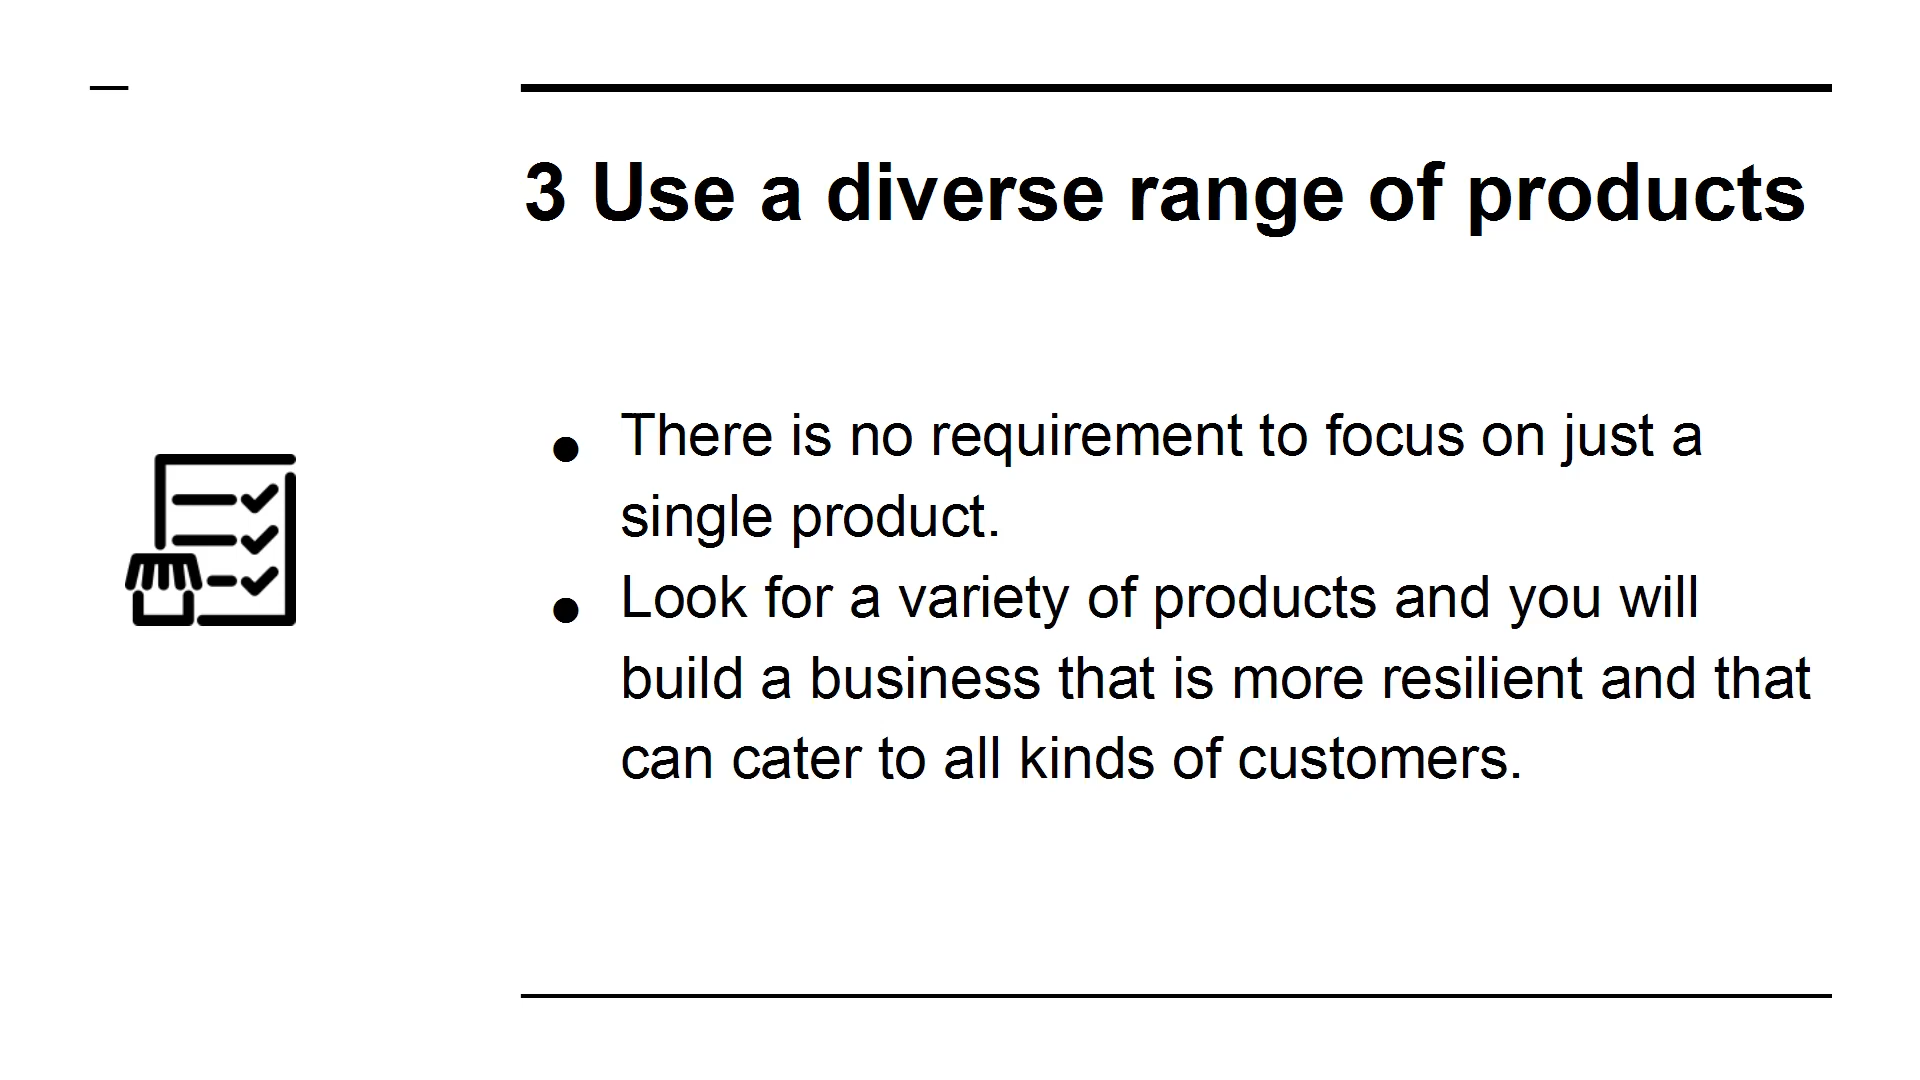 3 Use a diverse range of products
● There is no requirement to focus on just a
single product.
● Look for a variety of products and you will
build a business that is more resilient and that
can cater to all kinds of customers.